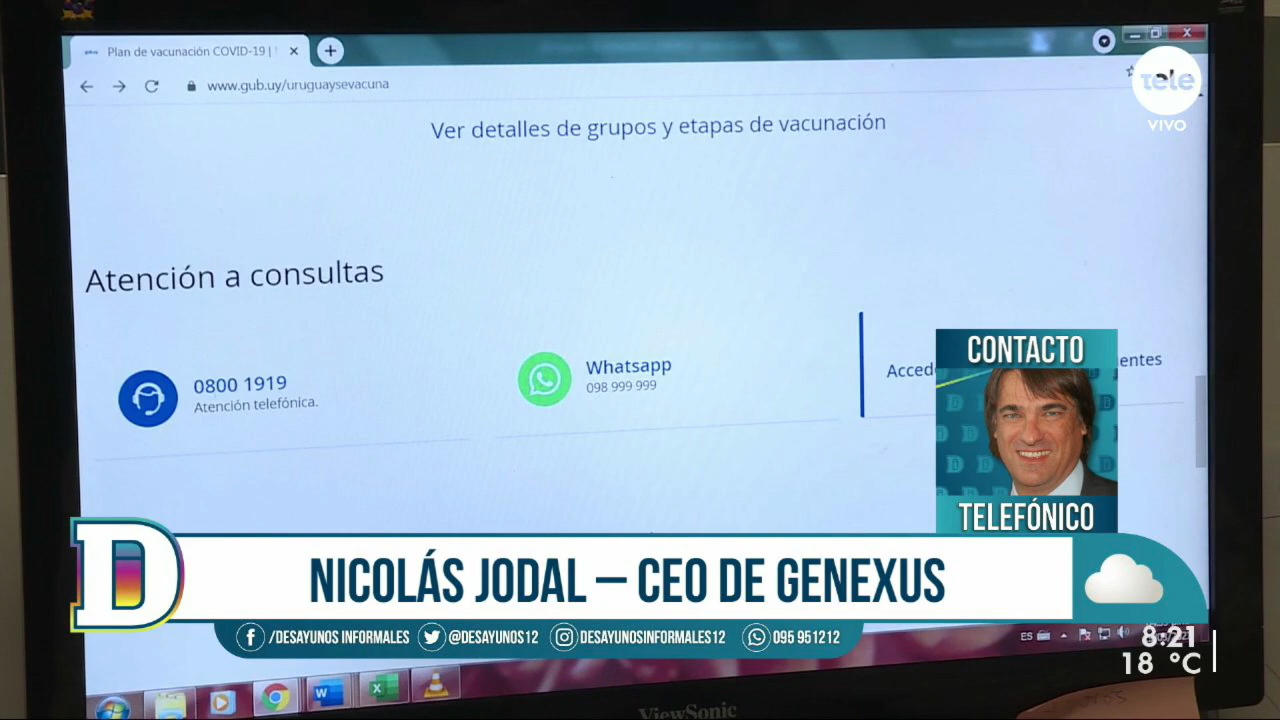 Plan de vacunación COVID-19 |
www.gub.uy/uruguaysevacuna
tele
VIVO
Ver detalles de grupos y etapas de vacunación
Atención a consultas
0800 1919
Atención telefónica.
Whatsapp
098 999 999
CONTACTO
TELEFÓNICO
D
NICOLÁS JODAL – CEO DE GENEXUS
/DESAYUNOS INFORMALES @DESAYUNOS12 DESAYUNOSINFORMALES12 095 951212
ES
8:21
18 °C
ViewSonic